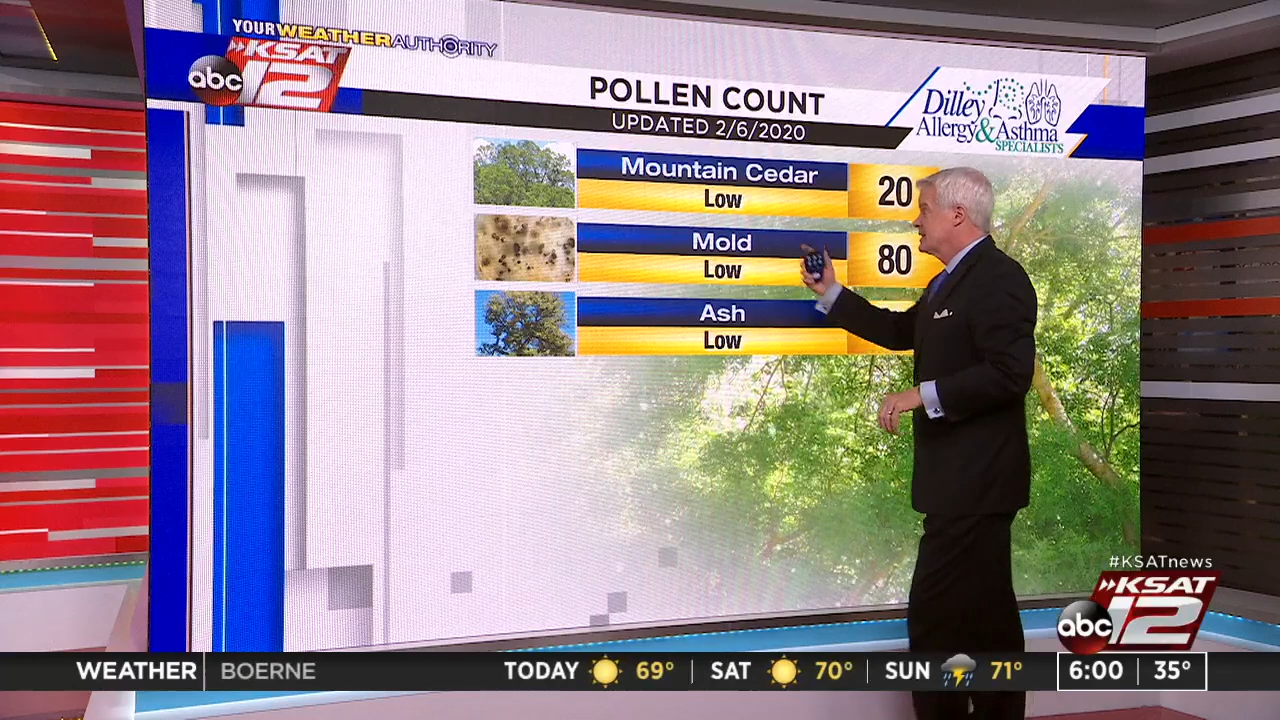 YOUR WEATHER AUTHORITY
KSAT
abc 12
POLLEN COUNT
UPDATED 2/6/2020
Dilley
Allergy & Asthma
SPECIALISTS
Mountain Cedar
Low
20
Mold
Low
80
Ash
Low
#KSATnews
KSAT
abc 12
WEATHER BOERNE TODAY 69° SAT 70° SUN 71° 6:00 35°